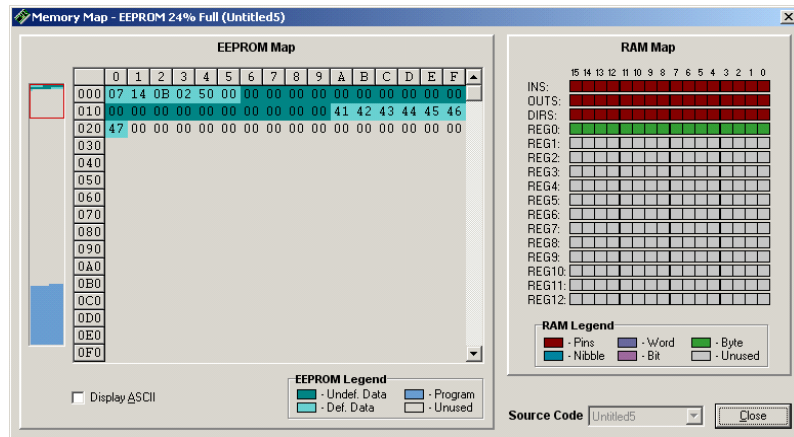 Memory Map - EEPROM 24% Full (Untitled5)
EEPROM Map
0 1 2 3 4 5 6 7 8 9 A B C D E F
000 07 14 0B 02 50 00 00 00 00 00 00 00 00 00 00 00
010 00 00 00 00 00 00 00 00 00 00 41 42 43 44 45 46
020 47 00 00 00 00 00 00 00 00 00 00 00 00 00 00 00
030
040
050
060
070
080
090
0A0
0B0
0C0
0D0
0E0
0F0
Display ASCII
EEPROM Legend
- Undef. Data - Program
- Def. Data - Unused
RAM Map
15 14 13 12 11 10 9 8 7 6 5 4 3 2 1 0
INS:
OUTS:
DIRS:
REG0:
REG1:
REG2:
REG3:
REG4:
REG5:
REG6:
REG7:
REG8:
REG9:
REG10:
REG11:
REG12:
RAM Legend
- Pins - Word - Byte
- Nibble - Bit - Unused
Source Code Untitled5 Close